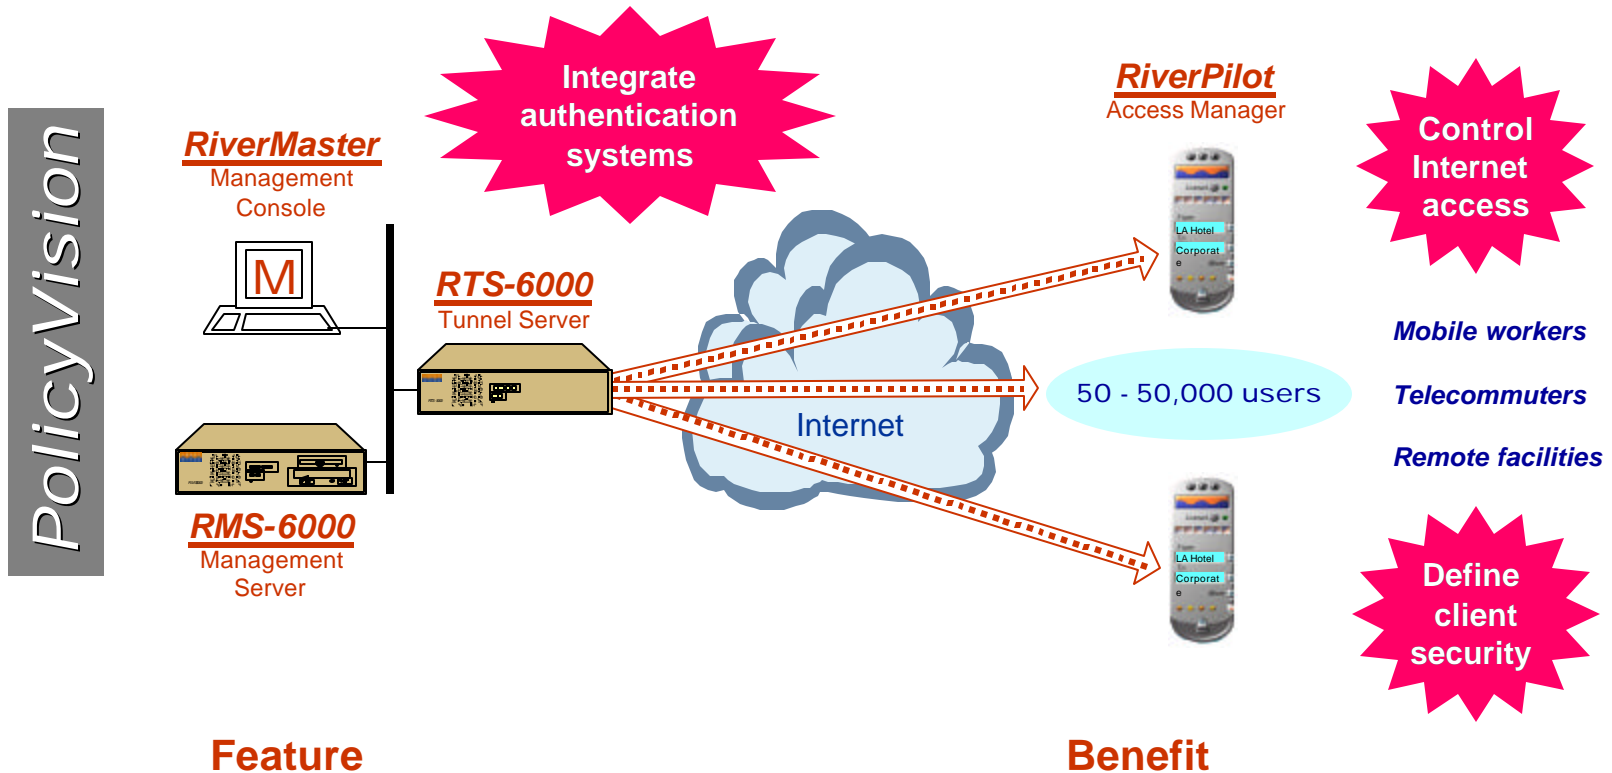 PolicyVision
RiverMaster
Management
Console
M
Integrate
authentication
systems
RTS-6000
Tunnel Server
RMS-6000
Management
Server
Internet
RiverPilot
Access Manager
LA Hotel
Corporat
e
50 - 50,000 users
LA Hotel
Corporat
e
Control
Internet
access
Mobile workers
Telecommuters
Remote facilities
Define
client
security
Feature
Benefit